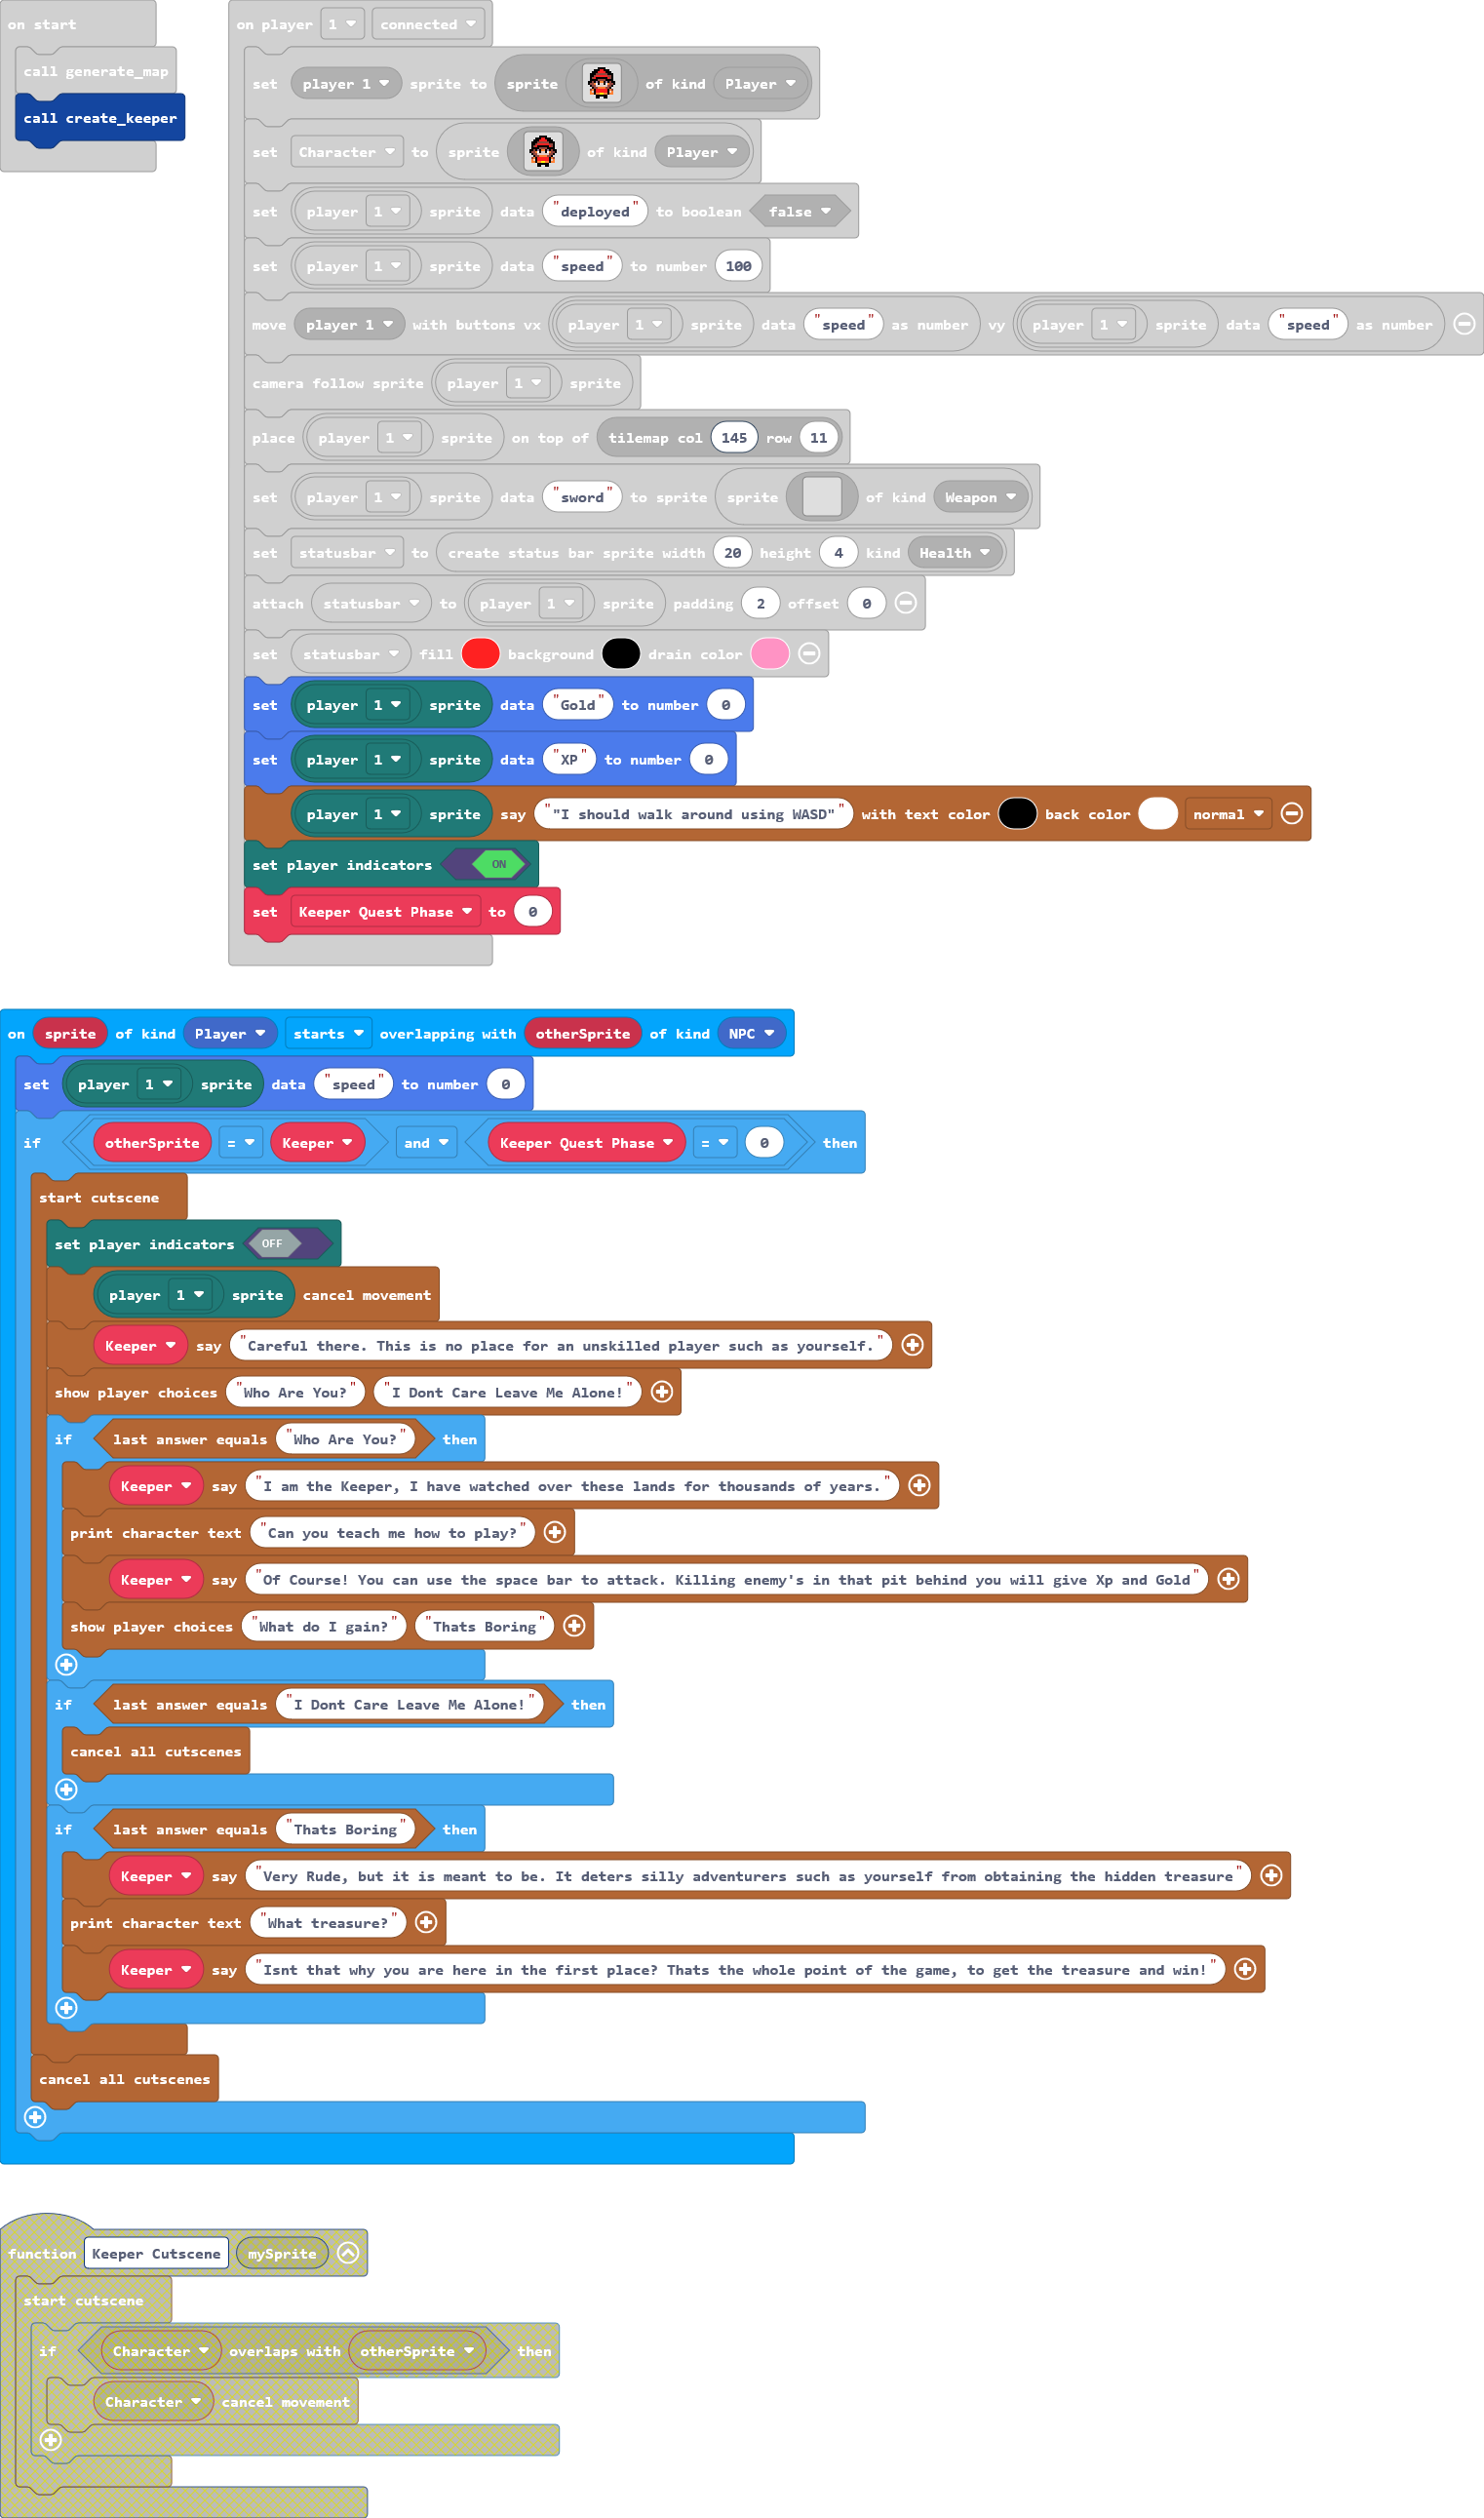 on start
call generate_map
call create_keeper
on player 1 connected
set player 1 sprite to sprite of kind Player
set Character to sprite of kind Player
set player 1 sprite data "deployed" to boolean false
set player 1 sprite data "speed" to number 100
move player 1 with buttons vx player 1 sprite data "speed" as number vy player 1 sprite data "speed" as number
camera follow sprite player 1 sprite
place player 1 sprite on top of tilemap col 145 row 11
set player 1 sprite data "sword" to sprite sprite of kind Weapon
set statusbar to create status bar sprite width 20 height 4 kind Health
attach statusbar to player 1 sprite padding 2 offset 0
set statusbar fill background drain color
set player 1 sprite data "Gold" to number 0
set player 1 sprite data "XP" to number 0
player 1 sprite say ""I should walk around using WASD"" with text color back color normal
set player indicators ON
set Keeper Quest Phase to 0
on sprite of kind Player starts overlapping with otherSprite of kind NPC
set player 1 sprite data "speed" to number 0
if otherSprite = Keeper and Keeper Quest Phase = 0 then
start cutscene
set player indicators OFF
player 1 sprite cancel movement
Keeper say "Careful there. This is no place for an unskilled player such as yourself."
show player choices "Who Are You?" "I Dont Care Leave Me Alone!"
if last answer equals "Who Are You?" then
Keeper say "I am the Keeper, I have watched over these lands for thousands of years."
print character text "Can you teach me how to play?"
Keeper say "Of Course! You can use the space bar to attack. Killing enemy's in that pit behind you will give Xp and Gold"
show player choices "What do I gain?" "Thats Boring"
if last answer equals "I Dont Care Leave Me Alone!" then
cancel all cutscenes
if last answer equals "Thats Boring" then
Keeper say "Very Rude, but it is meant to be. It deters silly adventurers such as yourself from obtaining the hidden treasure"
print character text "What treasure?"
Keeper say "Isnt that why you are here in the first place? Thats the whole point of the game, to get the treasure and win!"
cancel all cutscenes
function Keeper Cutscene mySprite
start cutscene
if Character overlaps with otherSprite then
Character cancel movement